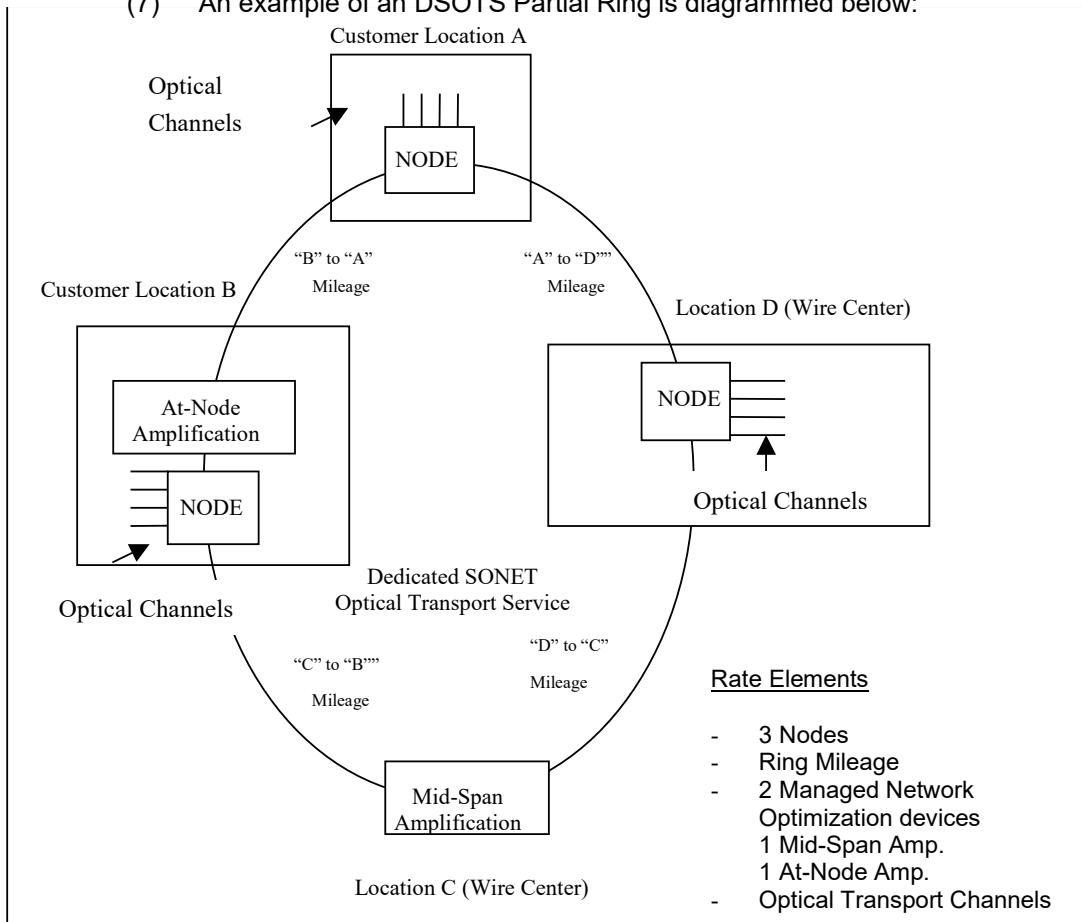 (7) An example of an DSOTS Partial Ring is diagrammed below:
Customer Location A
Optical
Channels
NODE
“B” to “A”
Mileage
“A” to “D””
Mileage
Customer Location B
Location D (Wire Center)
At-Node
Amplification
NODE
NODE
Optical Channels
Optical Channels
Dedicated SONET
Optical Transport Service
“C” to “B””
Mileage
“D” to “C”
Mileage
Rate Elements
- 3 Nodes
- Ring Mileage
- 2 Managed Network
Optimization devices
1 Mid-Span Amp.
1 At-Node Amp.
- Optical Transport Channels
Mid-Span
Amplification
Location C (Wire Center)